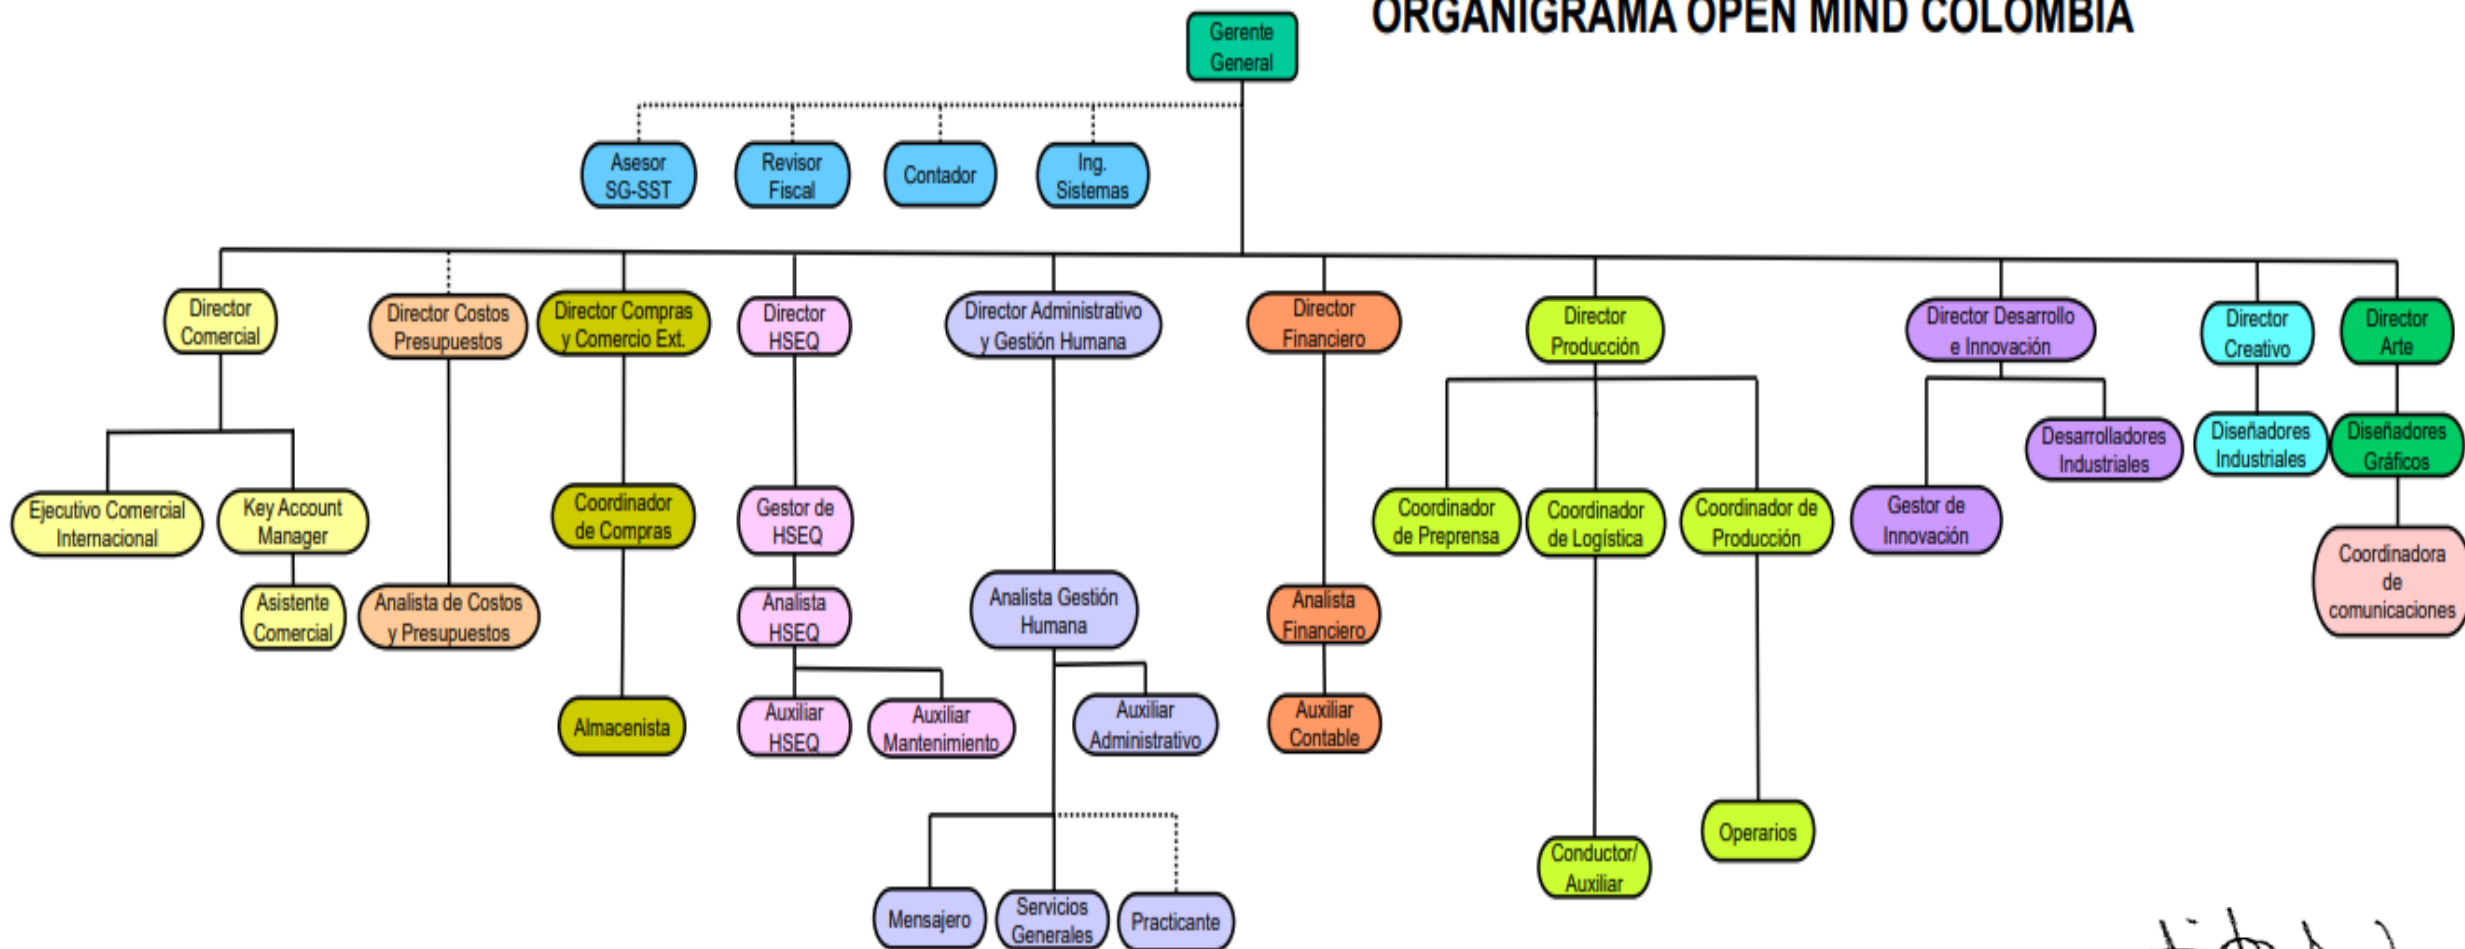 ORGANIGRAMA OPEN MIND COLOMBIA
Gerente
General
Asesor
SG-SST
Revisor
Fiscal
Contador
Ing.
Sistemas
Director
Comercial
Director Costos
Presupuestos
Director Compras
y Comercio Ext.
Director
HSEQ
Director Administrativo
y Gestión Humana
Director
Financiero
Director
Producción
Director Desarrollo
e Innovación
Director
Creativo
Director
Arte
Ejecutivo Comercial
Internacional
Key Account
Manager
Coordinador
de Compras
Gestor de
HSEQ
Coordinador
de Preprensa
Coordinador
de Logística
Coordinador de
Producción
Gestor de
Innovación
Desarrolladores
Industriales
Diseñadores
Industriales
Diseñadores
Gráficos
Asistente
Comercial
Analista de Costos
y Presupuestos
Analista
HSEQ
Analista Gestión
Humana
Analista
Financiero
Coordinadora
de
comunicaciones
Almacenista
Auxiliar
HSEQ
Auxiliar
Mantenimiento
Auxiliar
Administrativo
Auxiliar
Contable
Conductor/
Auxiliar
Operarios
Mensajero
Servicios
Generales
Practicante